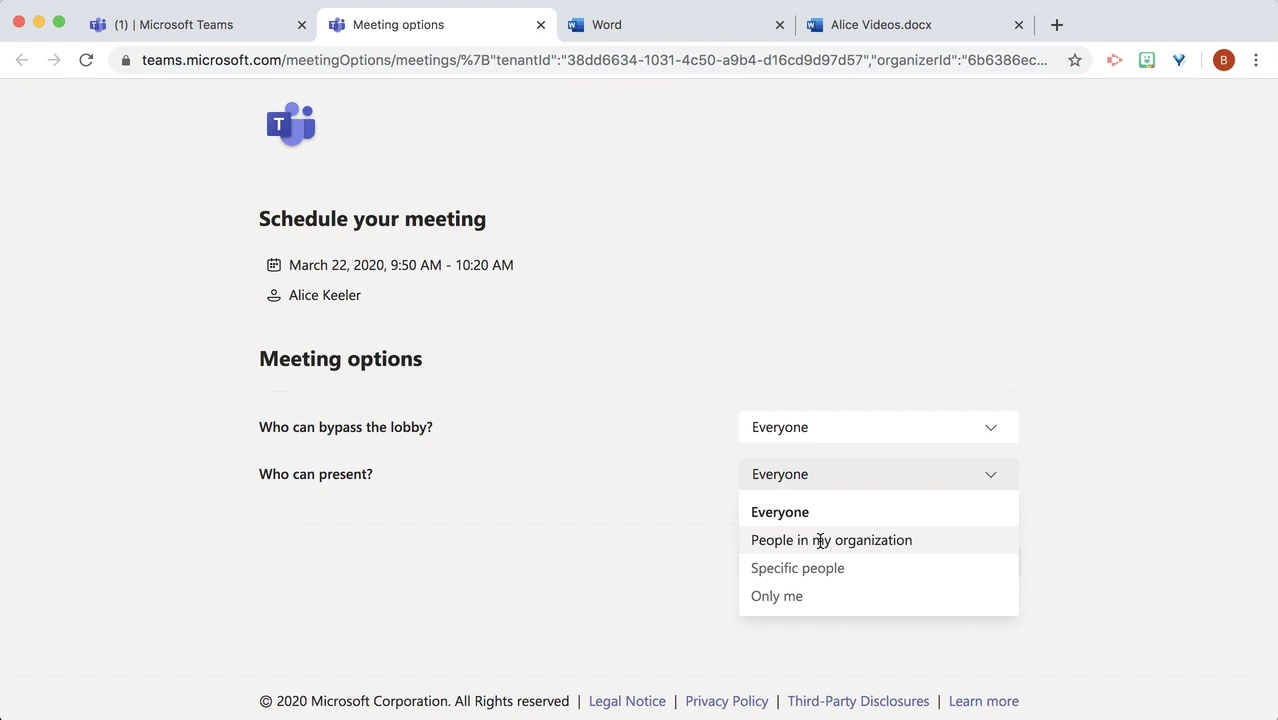 (1) | Microsoft Teams
Meeting options
Word
Alice Videos.docx
teams.microsoft.com/meetingOptions/meetings/%7B"tenantId":"38dd6634-1031-4c50-a9b4-d16cd9d97d57","organizerId":"6b6386ec...
B
T
Schedule your meeting
March 22, 2020, 9:50 AM - 10:20 AM
Alice Keeler
Meeting options
Who can bypass the lobby?
Everyone
Who can present?
Everyone
Everyone
People in my organization
Specific people
Only me
© 2020 Microsoft Corporation. All Rights reserved | Legal Notice | Privacy Policy | Third-Party Disclosures | Learn more